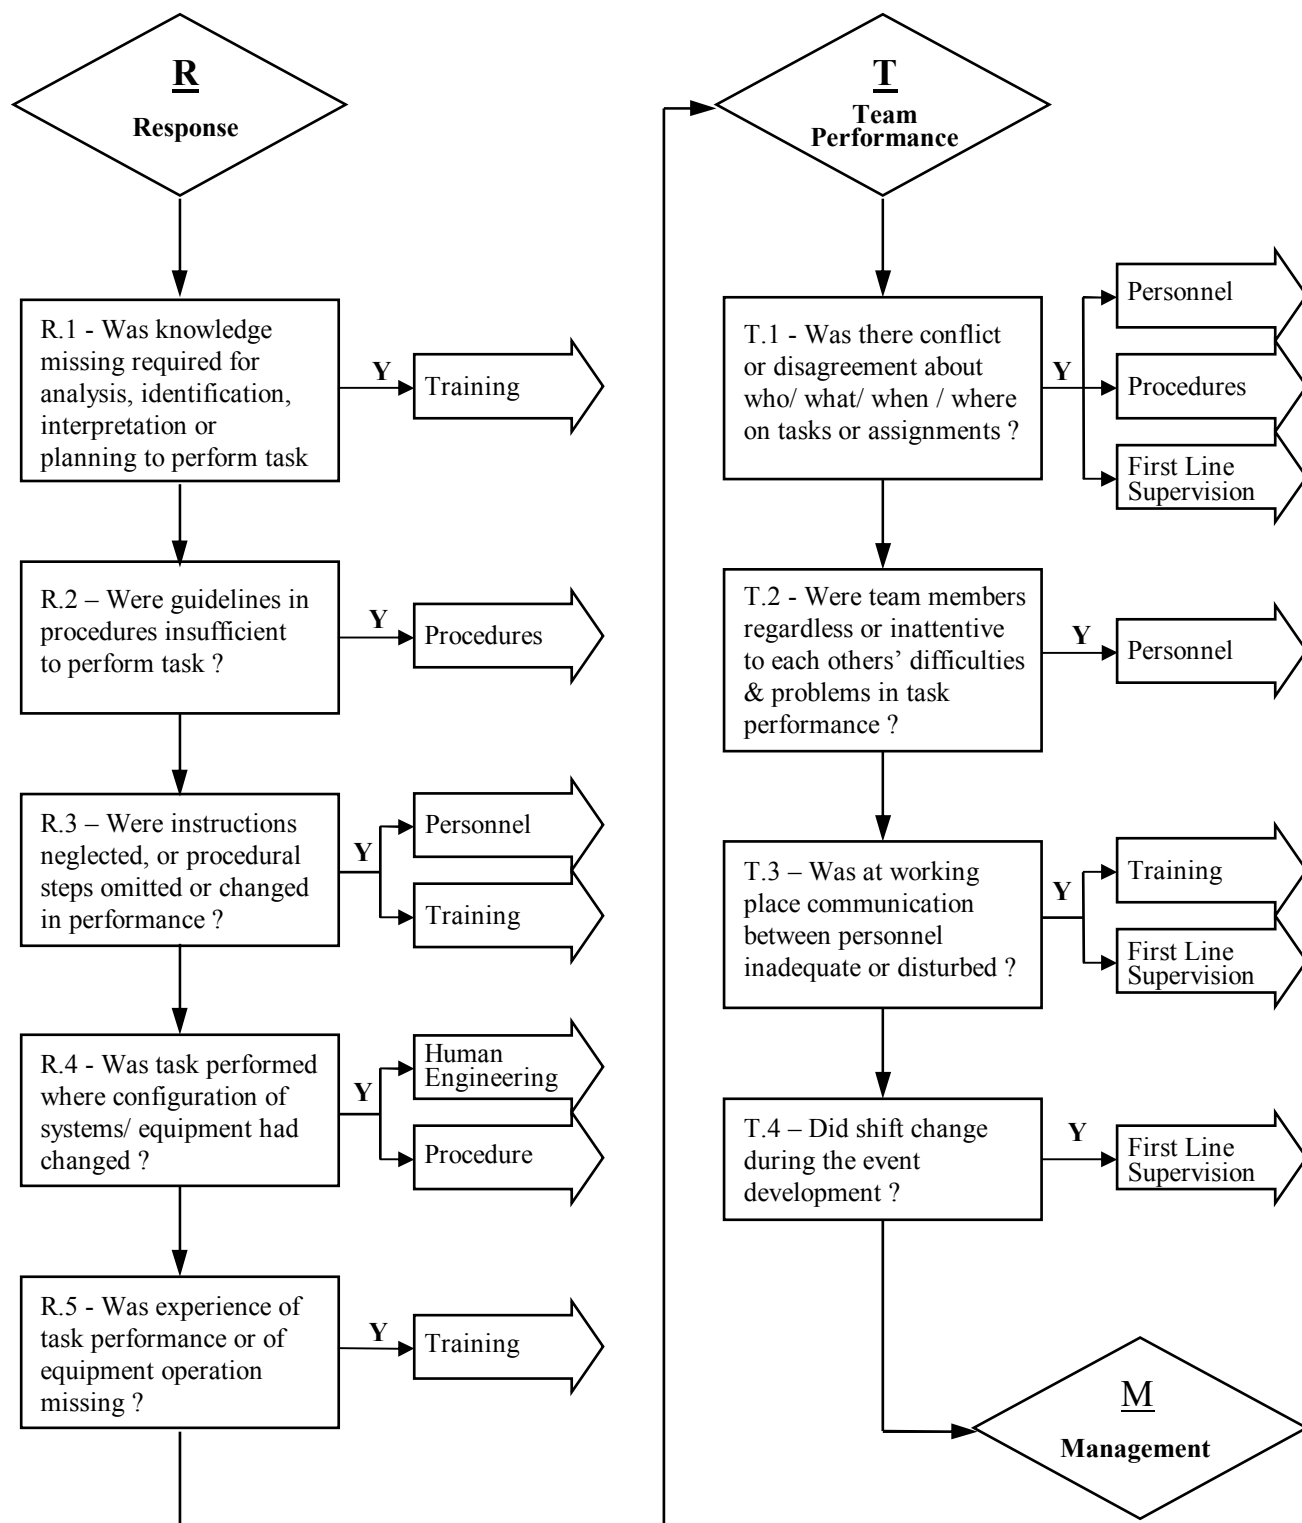 R
Response
R.1 - Was knowledge
missing required for
analysis, identification,
interpretation or
planning to perform task
Y
Training
R.2 – Were guidelines in
procedures insufficient
to perform task ?
Y
Procedures
R.3 – Were instructions
neglected, or procedural
steps omitted or changed
in performance ?
Y
Personnel
Training
R.4 - Was task performed
where configuration of
systems/ equipment had
changed ?
Y
Human
Engineering
Procedure
R.5 - Was experience of
task performance or of
equipment operation
missing ?
Y
Training
T
Team
Performance
T.1 - Was there conflict
or disagreement about
who/ what/ when / where
on tasks or assignments ?
Y
Personnel
Procedures
First Line
Supervision
T.2 - Were team members
regardless or inattentive
to each others’ difficulties
& problems in task
performance ?
Y
Personnel
T.3 – Was at working
place communication
between personnel
inadequate or disturbed ?
Y
Training
First Line
Supervision
T.4 – Did shift change
during the event
development ?
Y
First Line
Supervision
M
Management